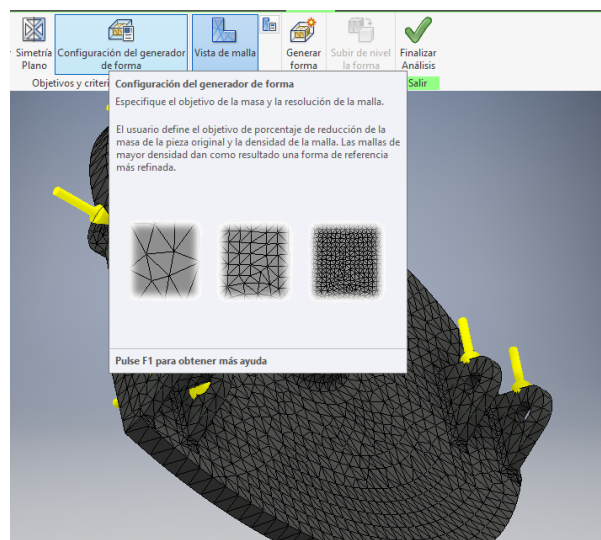 Simetría Configuración del generador Vista de malla Generar Subir de nivel Finalizar
Plano de forma forma la forma Análisis
Objetivos y criteri Salir
Configuración del generador de forma
Especifique el objetivo de la masa y la resolución de la malla.
El usuario define el objetivo de porcentaje de reducción de la
masa de la pieza original y la densidad de la malla. Las mallas de
mayor densidad dan como resultado una forma de referencia
más refinada.
Pulse F1 para obtener más ayuda